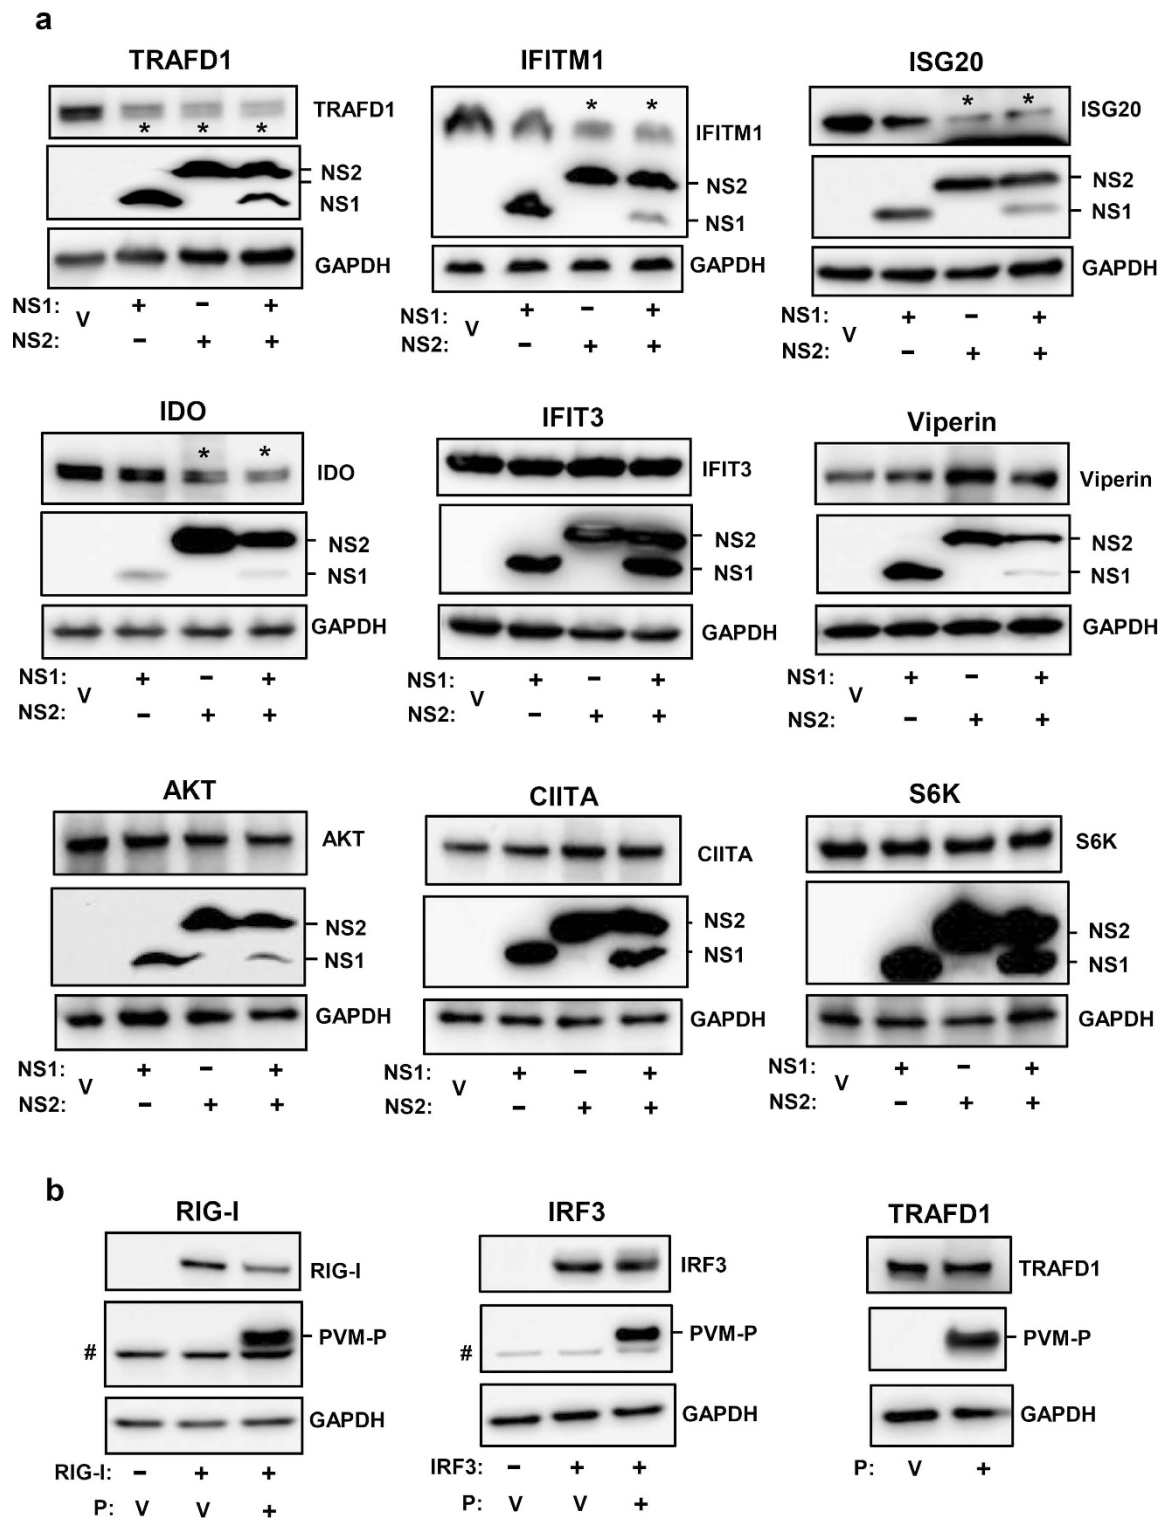 a
TRAFD1 IFITM1 ISG20
* * * TRAFD1
NS2
NS1
GAPDH
NS1: V + − +
NS2: − + +
* * IFITM1
NS2
NS1
GAPDH
NS1: V + − +
NS2: − + +
* * ISG20
NS2
NS1
GAPDH
NS1: V + − +
NS2: − + +
IDO IFIT3 Viperin
* * IDO
NS2
NS1
GAPDH
NS1: V + − +
NS2: − + +
IFIT3
NS2
NS1
GAPDH
NS1: V + − +
NS2: − + +
Viperin
NS2
NS1
GAPDH
NS1: V + − +
NS2: − + +
AKT CIITA S6K
AKT
NS2
NS1
GAPDH
NS1: V + − +
NS2: − + +
CIITA
NS2
NS1
GAPDH
NS1: V + − +
NS2: − + +
S6K
NS2
NS1
GAPDH
NS1: V + − +
NS2: − + +
b
RIG-I IRF3 TRAFD1
RIG-I
PVM-P
#
GAPDH
RIG-I: − + +
P: V V +
IRF3
PVM-P
#
GAPDH
IRF3: − + +
P: V V +
TRAFD1
PVM-P
GAPDH
P: V +